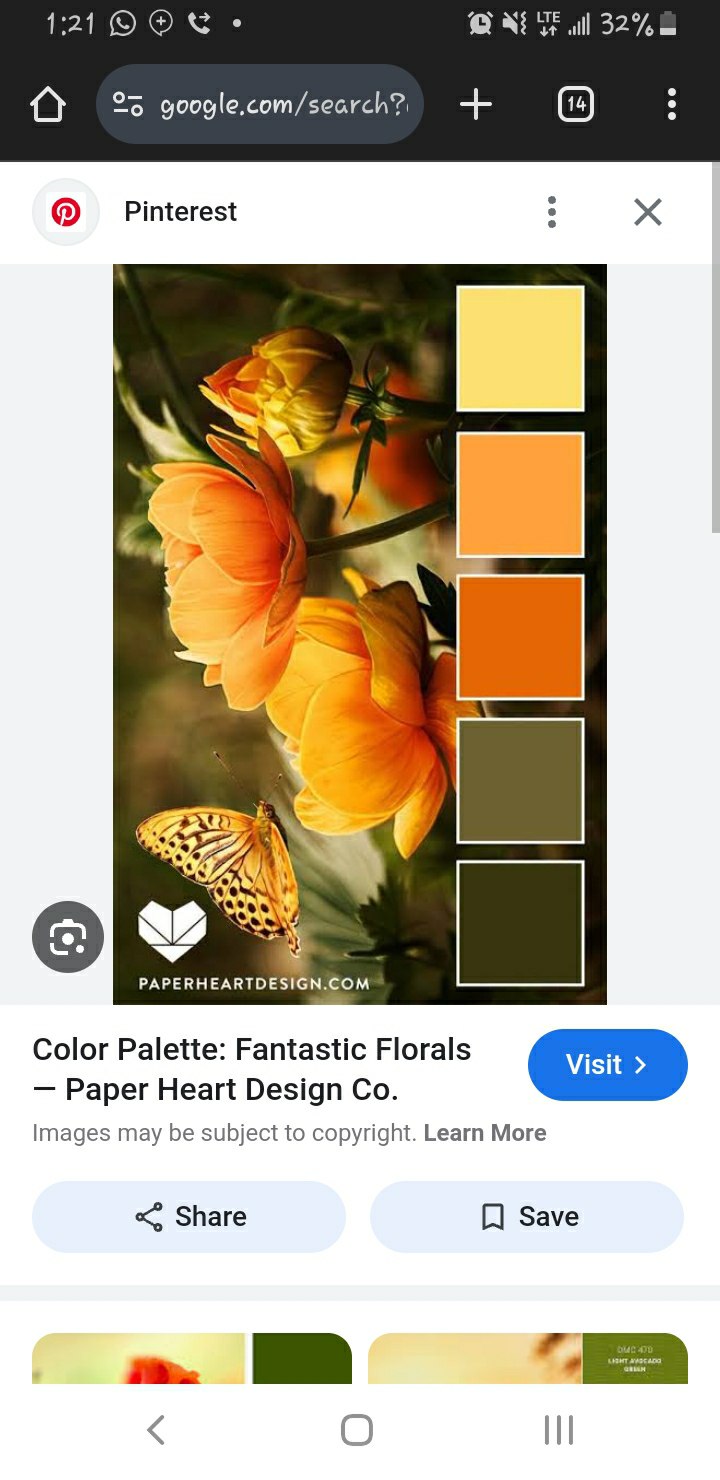 1:21 LTE 32%
google.com/search?
14
Pinterest
PAPERHEARTDESIGN.COM
Color Palette: Fantastic Florals
— Paper Heart Design Co.
Visit
Images may be subject to copyright. Learn More
Share Save
DMC 470
LIGHT AVOCADO
GREEN